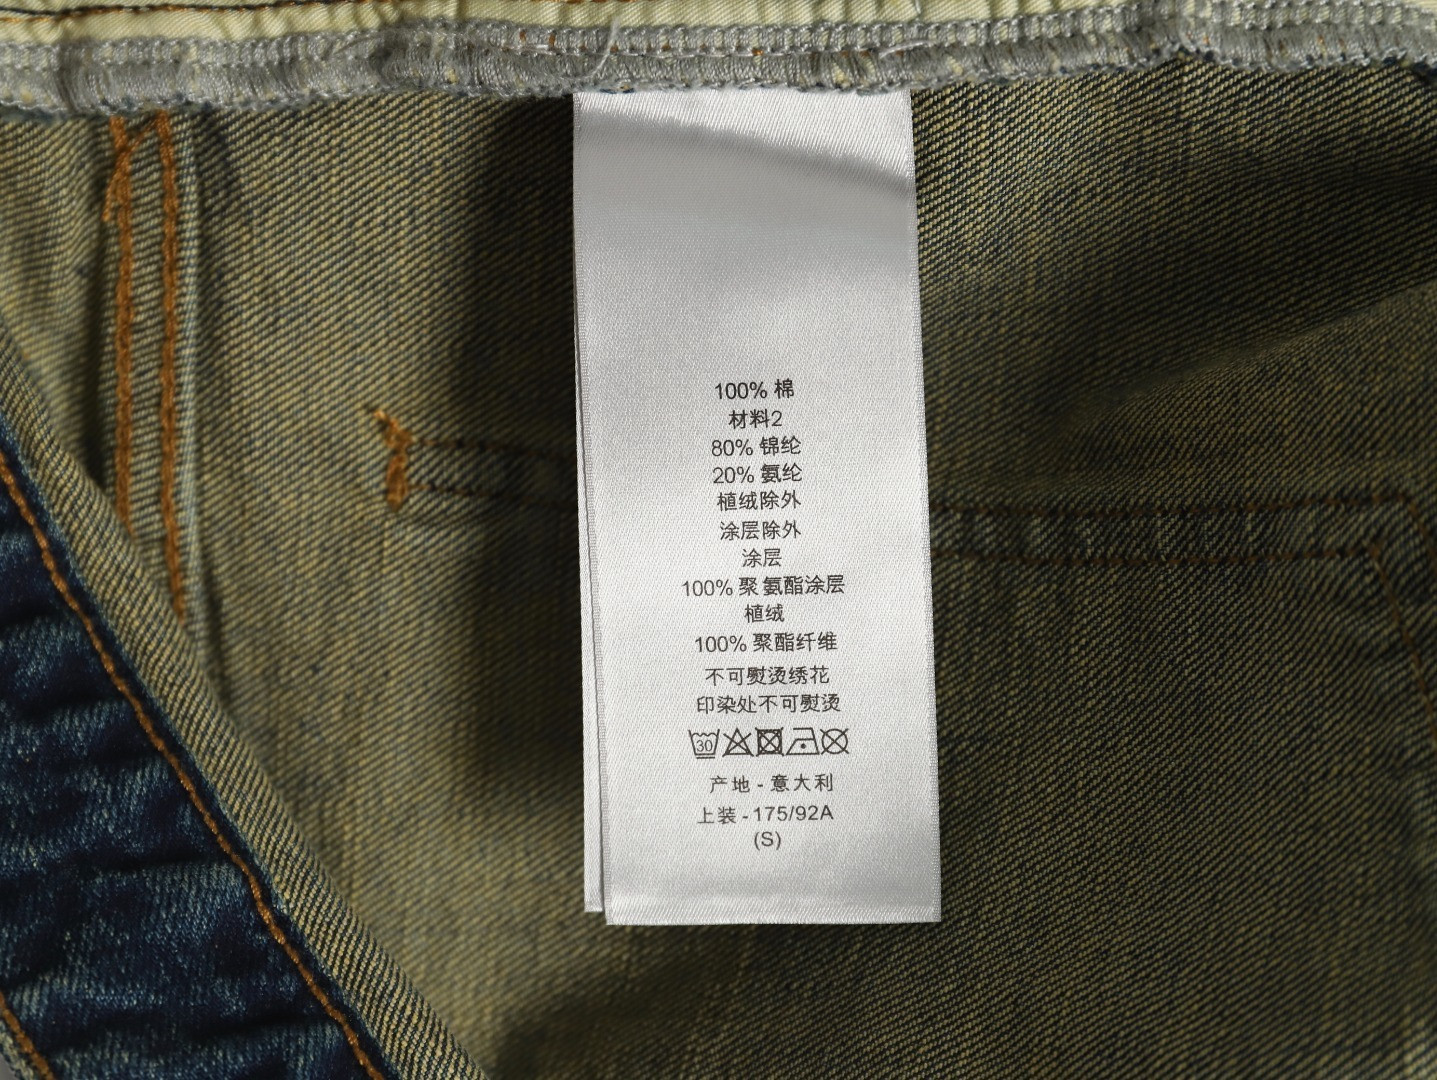 100% 棉
材料2
80% 锦纶
20% 氨纶
植绒除外
涂层除外
涂层
100% 聚氨酯涂层
植绒
100% 聚酯纤维
不可熨烫绣花
印染处不可熨烫
30
产地 - 意大利
上装 - 175/92A
(S)